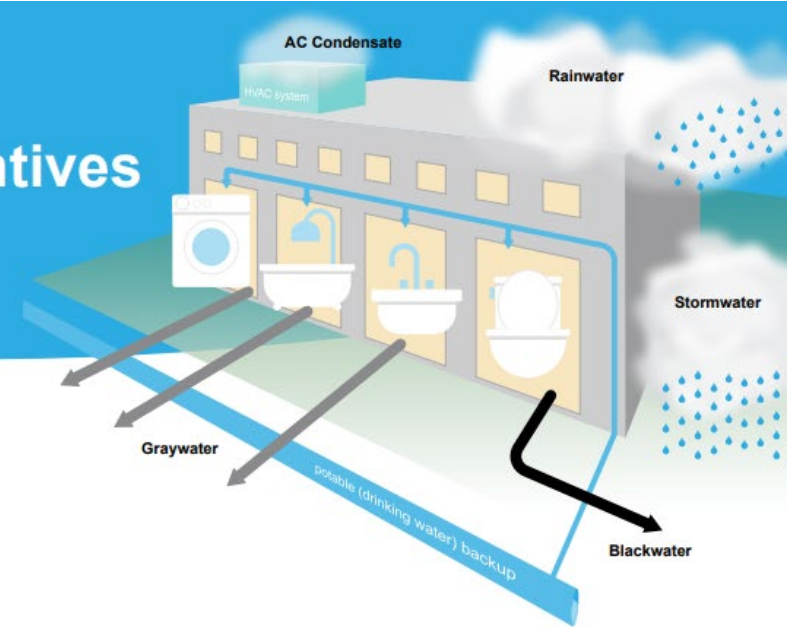 AC Condensate
Rainwater
HVAC system
ntives
Stormwater
Graywater
potable (drinking water) backup
Blackwater